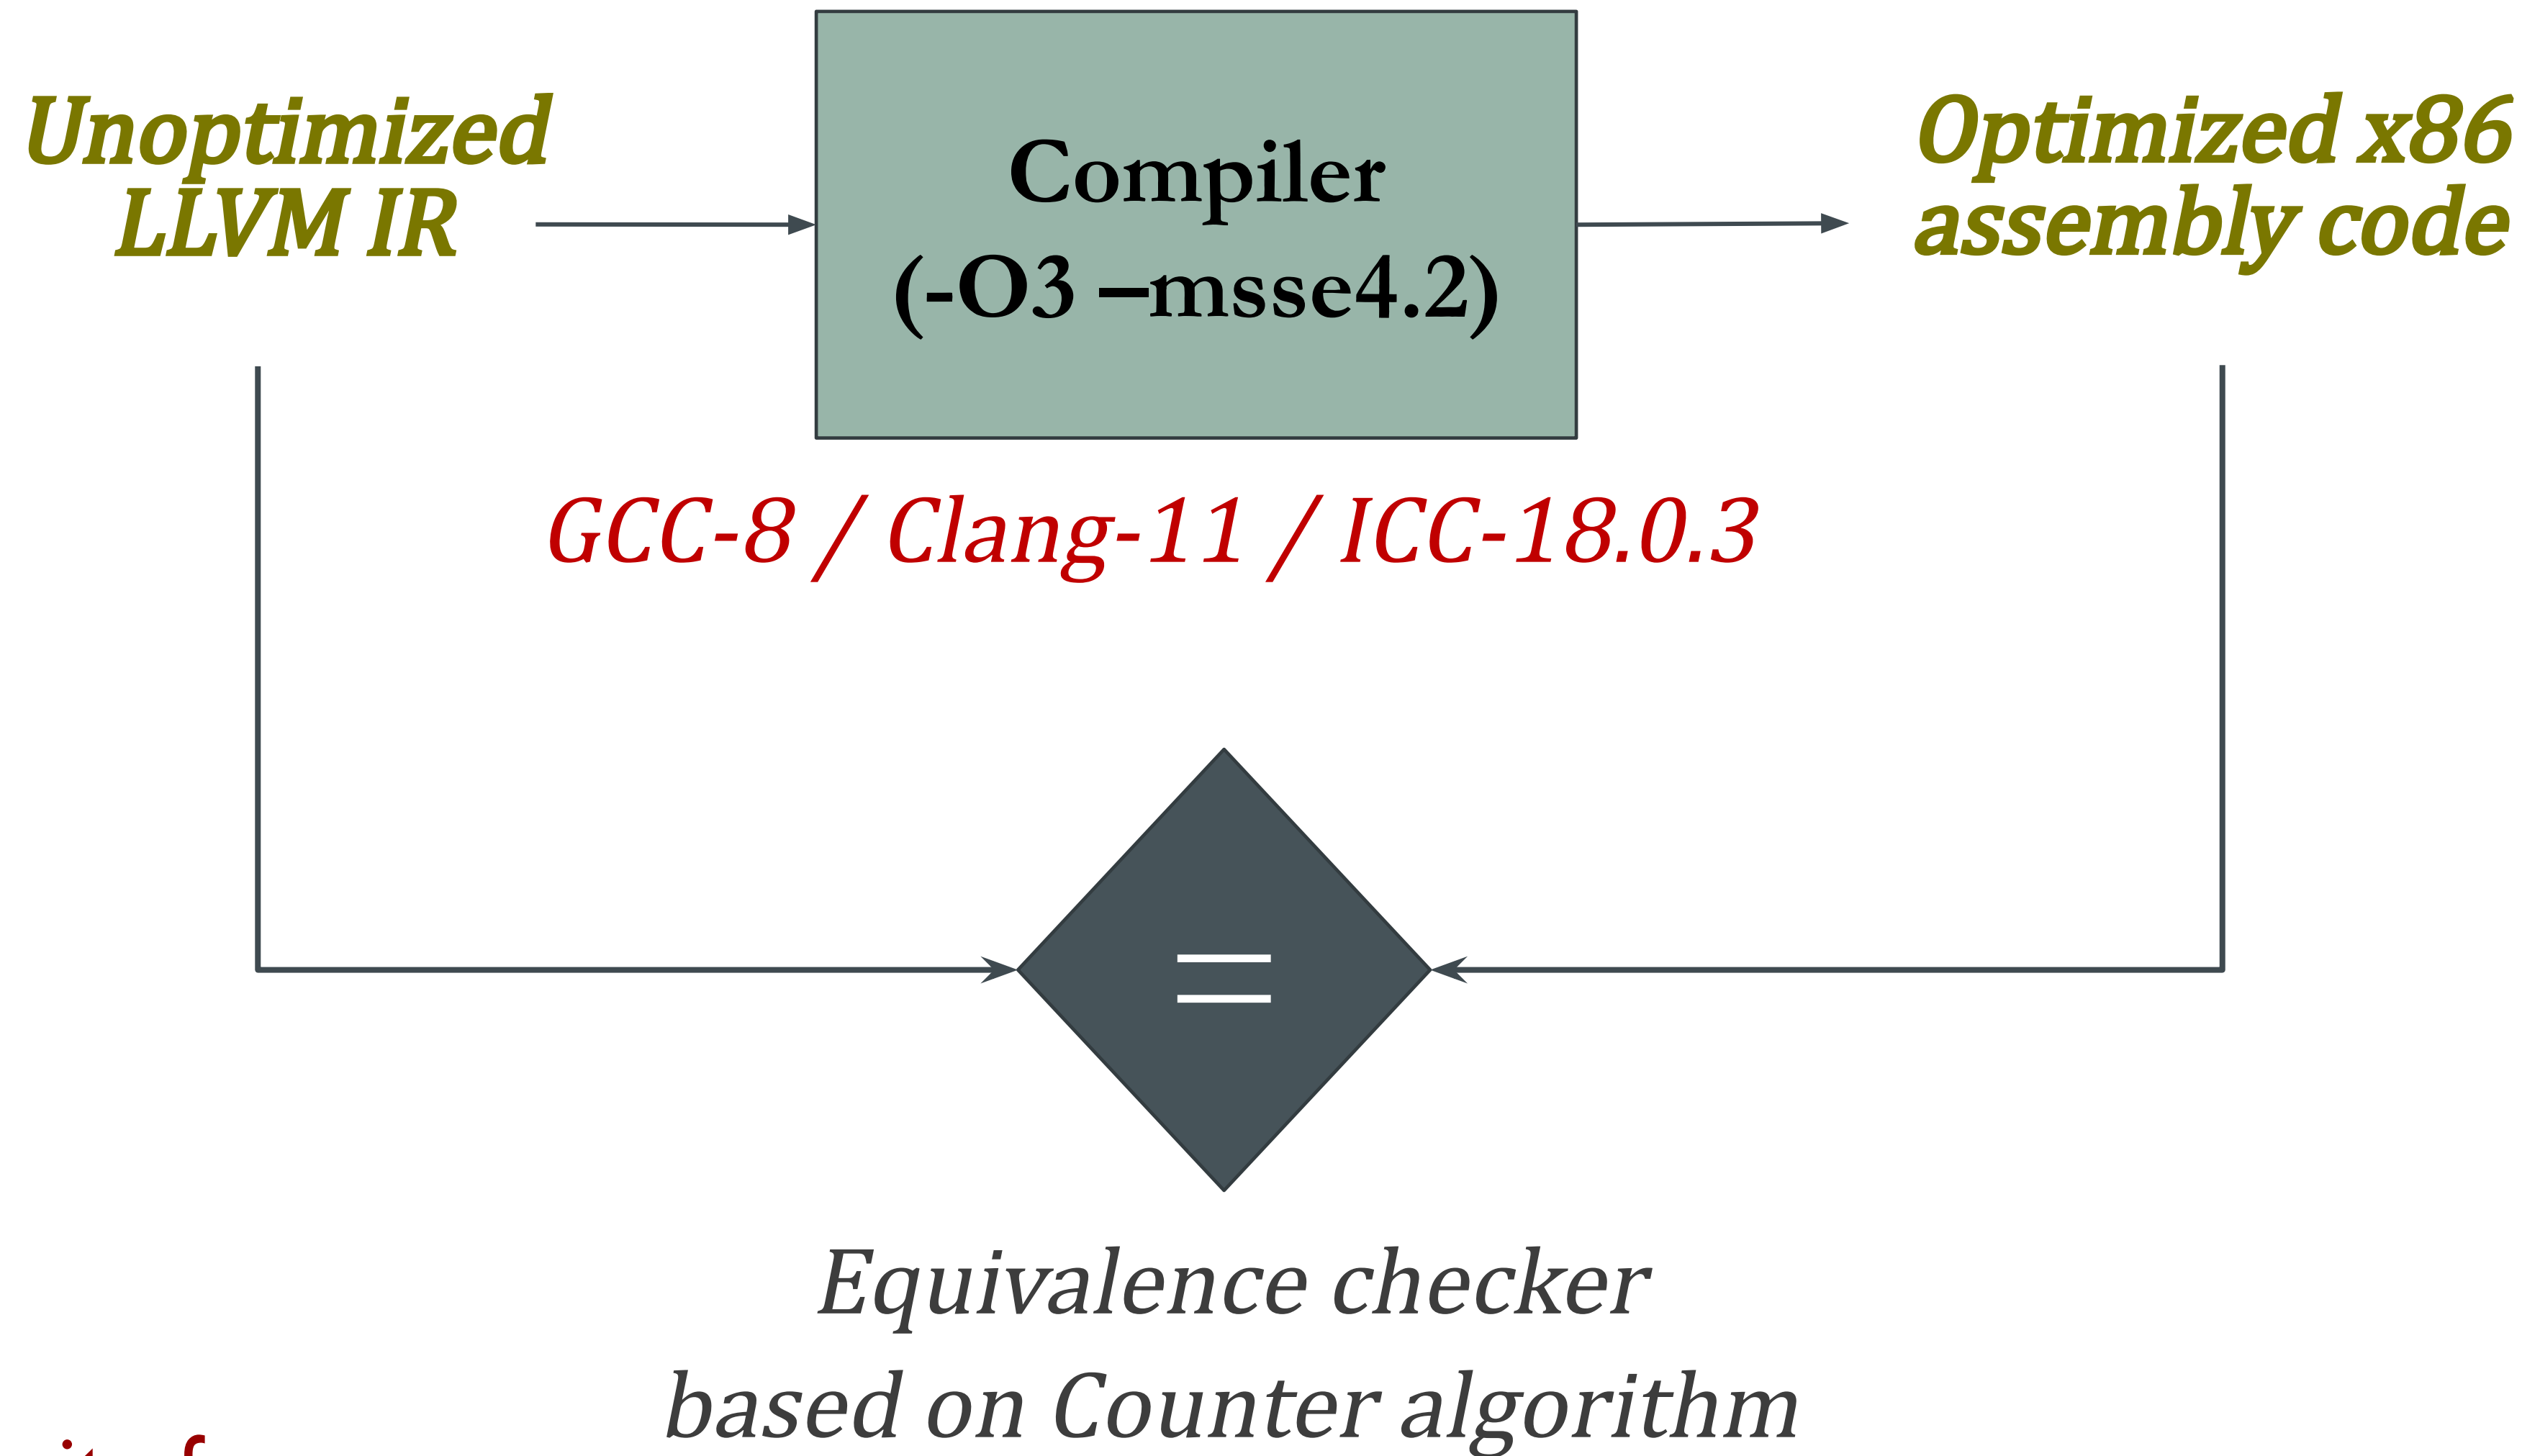 Unoptimized
LLVM IR
Compiler
(-O3 –msse4.2)
Optimized x86
assembly code
GCC-8 / Clang-11 / ICC-18.0.3
=
Equivalence checker
based on Counter algorithm